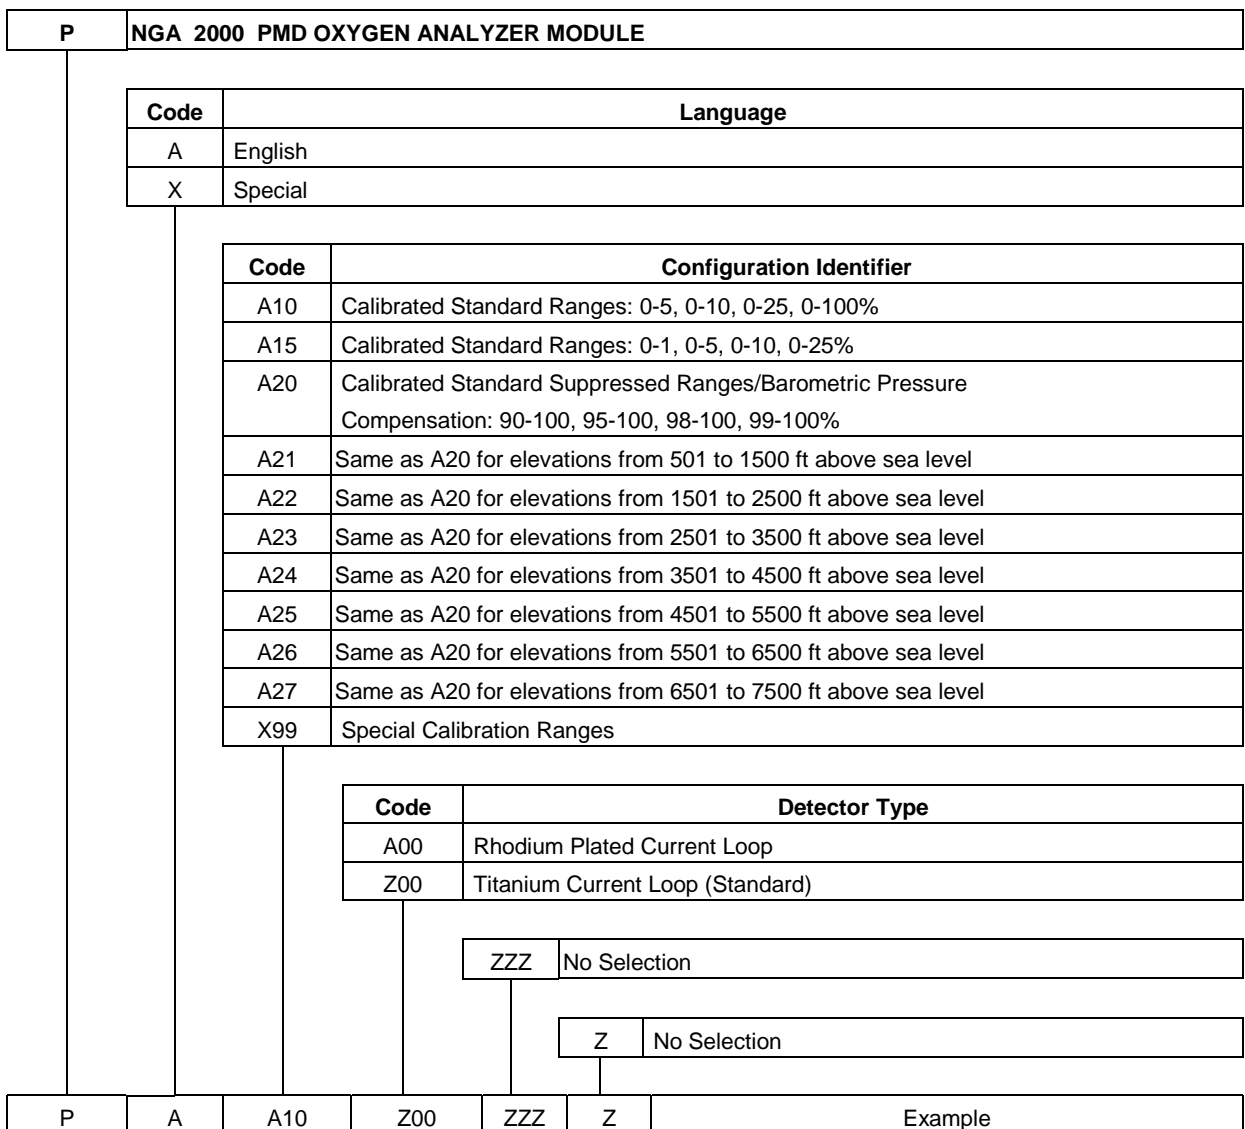 P NGA 2000 PMD OXYGEN ANALYZER MODULE
Code Language
A English
X Special
Code Configuration Identifier
A10 Calibrated Standard Ranges: 0-5, 0-10, 0-25, 0-100%
A15 Calibrated Standard Ranges: 0-1, 0-5, 0-10, 0-25%
A20 Calibrated Standard Suppressed Ranges/Barometric Pressure
Compensation: 90-100, 95-100, 98-100, 99-100%
A21 Same as A20 for elevations from 501 to 1500 ft above sea level
A22 Same as A20 for elevations from 1501 to 2500 ft above sea level
A23 Same as A20 for elevations from 2501 to 3500 ft above sea level
A24 Same as A20 for elevations from 3501 to 4500 ft above sea level
A25 Same as A20 for elevations from 4501 to 5500 ft above sea level
A26 Same as A20 for elevations from 5501 to 6500 ft above sea level
A27 Same as A20 for elevations from 6501 to 7500 ft above sea level
X99 Special Calibration Ranges
Code Detector Type
A00 Rhodium Plated Current Loop
Z00 Titanium Current Loop (Standard)
ZZZ No Selection
Z No Selection
P A A10 Z00 ZZZ Z Example